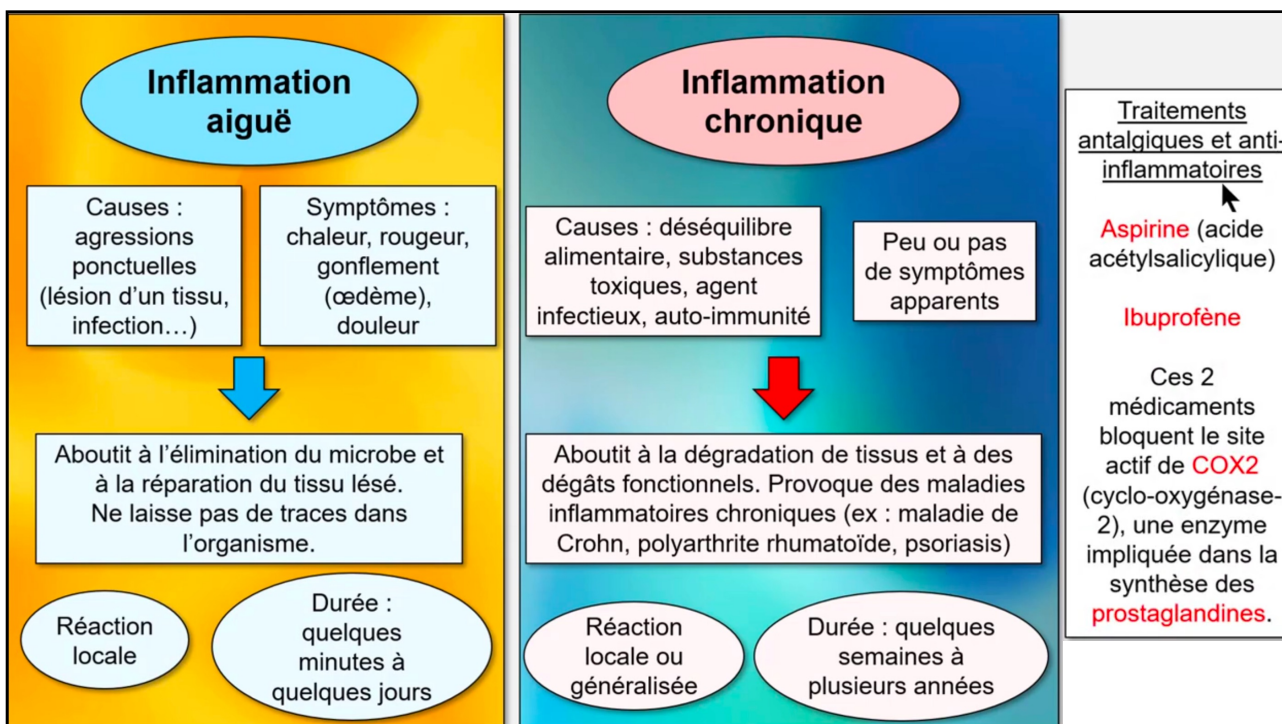 Inflammation
aiguë
Causes :
agressions
ponctuelles
(lésion d’un tissu,
infection…)
Symptômes :
chaleur, rougeur,
gonflement
(œdème),
douleur
Aboutit à l’élimination du microbe et
à la réparation du tissu lésé.
Ne laisse pas de traces dans
l’organisme.
Réaction
locale
Durée :
quelques
minutes à
quelques jours
Inflammation
chronique
Causes : déséquilibre
alimentaire, substances
toxiques, agent
infectieux, auto-immunité
Peu ou pas
de symptômes
apparents
Aboutit à la dégradation de tissus et à des
dégâts fonctionnels. Provoque des maladies
inflammatoires chroniques (ex : maladie de
Crohn, polyarthrite rhumatoïde, psoriasis)
Réaction
locale ou
généralisée
Durée : quelques
semaines à
plusieurs années
Traitements
antalgiques et anti-
inflammatoires
Aspirine (acide
acétylsalicylique)
Ibuprofène
Ces 2
médicaments
bloquent le site
actif de COX2
(cyclo-oxygénase-
2), une enzyme
impliquée dans la
synthèse des
prostaglandines.